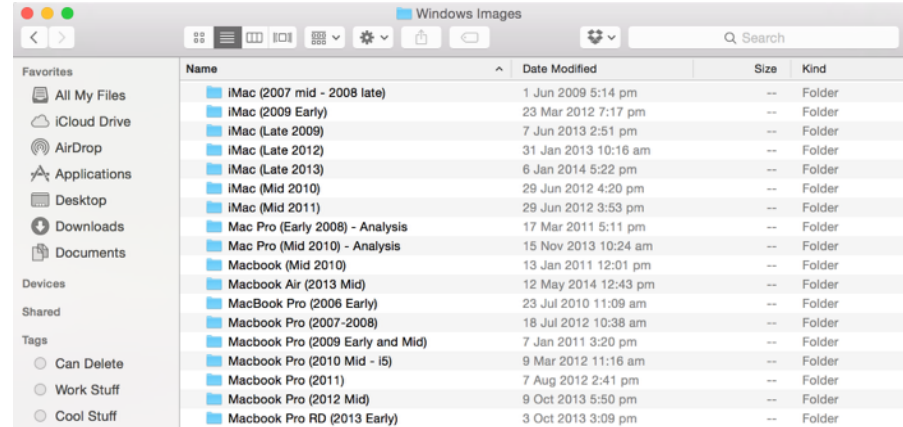 Windows Images
Search
Favorites
All My Files
iCloud Drive
AirDrop
Applications
Desktop
Downloads
Documents
Devices
Shared
Tags
Can Delete
Work Stuff
Cool Stuff
Name Date Modified Size Kind
iMac (2007 mid - 2008 late) 1 Jun 2009 5:14 pm -- Folder
iMac (2009 Early) 23 Mar 2012 7:17 pm -- Folder
iMac (Late 2009) 7 Jun 2013 2:51 pm -- Folder
iMac (Late 2012) 31 Jan 2013 10:16 am -- Folder
iMac (Late 2013) 6 Jan 2014 5:22 pm -- Folder
iMac (Mid 2010) 29 Jun 2012 4:20 pm -- Folder
iMac (Mid 2011) 29 Jun 2012 3:53 pm -- Folder
Mac Pro (Early 2008) - Analysis 17 Mar 2011 5:11 pm -- Folder
Mac Pro (Mid 2010) - Analysis 15 Nov 2013 10:24 am -- Folder
Macbook (Mid 2010) 13 Jan 2011 12:01 pm -- Folder
Macbook Air (2013 Mid) 12 May 2014 12:43 pm -- Folder
MacBook Pro (2006 Early) 23 Jul 2010 11:09 am -- Folder
Macbook Pro (2007-2008) 18 Jul 2012 10:38 am -- Folder
Macbook Pro (2009 Early and Mid) 7 Jan 2011 3:20 pm -- Folder
Macbook Pro (2010 Mid - i5) 9 Mar 2012 11:16 am -- Folder
Macbook Pro (2011) 7 Aug 2012 2:41 pm -- Folder
Macbook Pro (2012 Mid) 9 Oct 2013 5:50 pm -- Folder
Macbook Pro RD (2013 Early) 3 Oct 2013 3:09 pm -- Folder